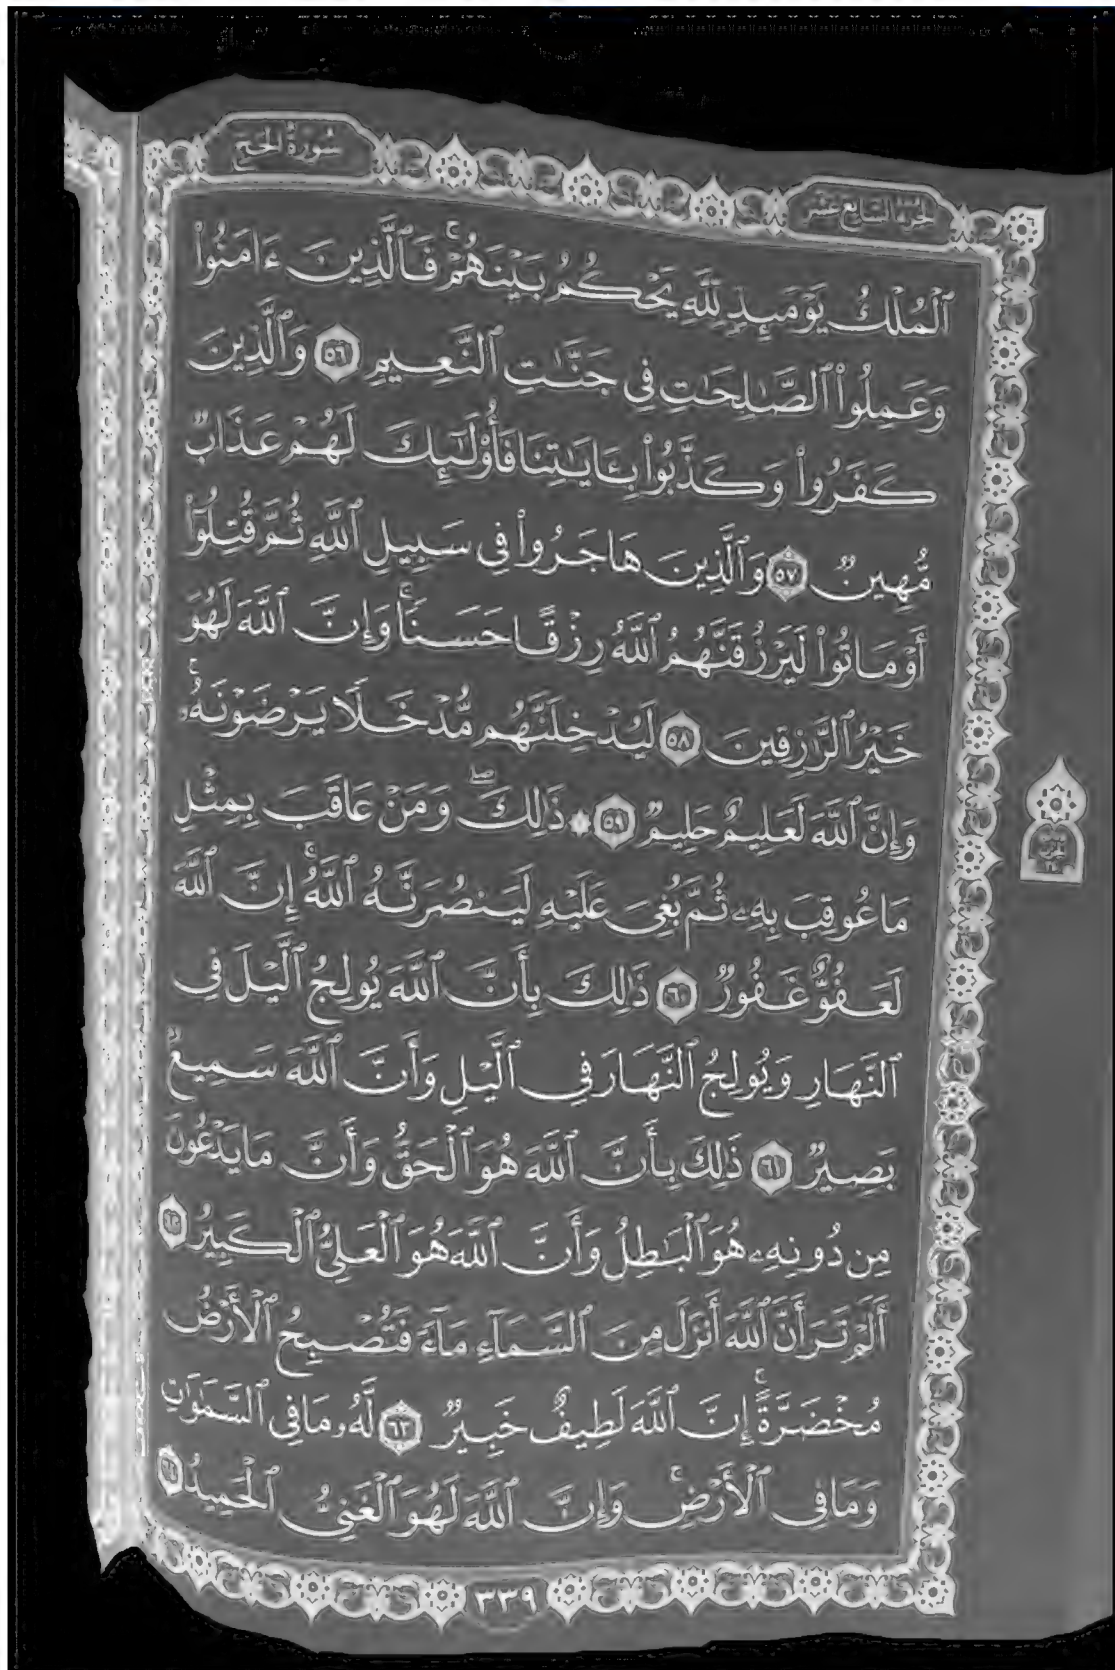 الجزء السابع عشر
سُورَةُ الحَجِّ
ٱلْمُلْكُ يَوْمَئِذٍ لِّلَّهِ يَحْكُمُ بَيْنَهُمْ ۚ فَٱلَّذِينَ ءَامَنُوا۟
وَعَمِلُوا۟ ٱلصَّٰلِحَٰتِ فِى جَنَّٰتِ ٱلنَّعِيمِ ٥٦ وَٱلَّذِينَ
كَفَرُوا۟ وَكَذَّبُوا۟ بِـَٔايَٰتِنَا فَأُو۟لَٰٓئِكَ لَهُمْ عَذَابٌ
مُّهِينٌ ٥٧ وَٱلَّذِينَ هَاجَرُوا۟ فِى سَبِيلِ ٱللَّهِ ثُمَّ قُتِلُوٓا۟
أَوْ مَاتُوا۟ لَيَرْزُقَنَّهُمُ ٱللَّهُ رِزْقًا حَسَنًا ۚ وَإِنَّ ٱللَّهَ لَهُوَ
خَيْرُ ٱلرَّٰزِقِينَ ٥٨ لَيُدْخِلَنَّهُم مُّدْخَلًا يَرْضَوْنَهُۥ ۚ
وَإِنَّ ٱللَّهَ لَعَلِيمٌ حَلِيمٌ ٥٩ ۞ ذَٰلِكَ ۖ وَمَنْ عَاقَبَ بِمِثْلِ
مَا عُوقِبَ بِهِۦ ثُمَّ بُغِىَ عَلَيْهِ لَيَنصُرَنَّهُ ٱللَّهُ ۚ إِنَّ ٱللَّهَ
لَعَفُوٌّ غَفُورٌ ٦٠ ذَٰلِكَ بِأَنَّ ٱللَّهَ يُولِجُ ٱلَّيْلَ فِى
ٱلنَّهَارِ وَيُولِجُ ٱلنَّهَارَ فِى ٱلَّيْلِ وَأَنَّ ٱللَّهَ سَمِيعٌۢ
بَصِيرٌ ٦١ ذَٰلِكَ بِأَنَّ ٱللَّهَ هُوَ ٱلْحَقُّ وَأَنَّ مَا يَدْعُونَ
مِن دُونِهِۦ هُوَ ٱلْبَٰطِلُ وَأَنَّ ٱللَّهَ هُوَ ٱلْعَلِىُّ ٱلْكَبِيرُ ٦٢
أَلَمْ تَرَ أَنَّ ٱللَّهَ أَنزَلَ مِنَ ٱلسَّمَآءِ مَآءً فَتُصْبِحُ ٱلْأَرْضُ
مُخْضَرَّةً ۗ إِنَّ ٱللَّهَ لَطِيفٌ خَبِيرٌ ٦٣ لَّهُۥ مَا فِى ٱلسَّمَٰوَٰتِ
وَمَا فِى ٱلْأَرْضِ ۗ وَإِنَّ ٱللَّهَ لَهُوَ ٱلْغَنِىُّ ٱلْحَمِيدُ ٦٤
٣٣٩